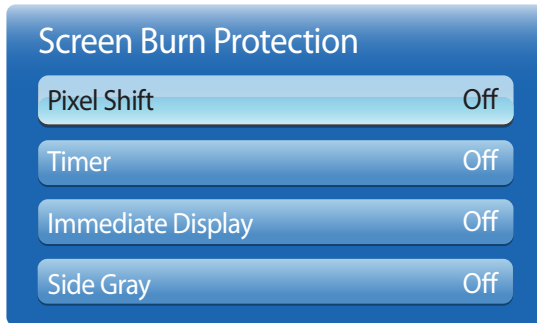 Screen Burn Protection
Pixel Shift Off
Timer Off
Immediate Display Off
Side Gray Off